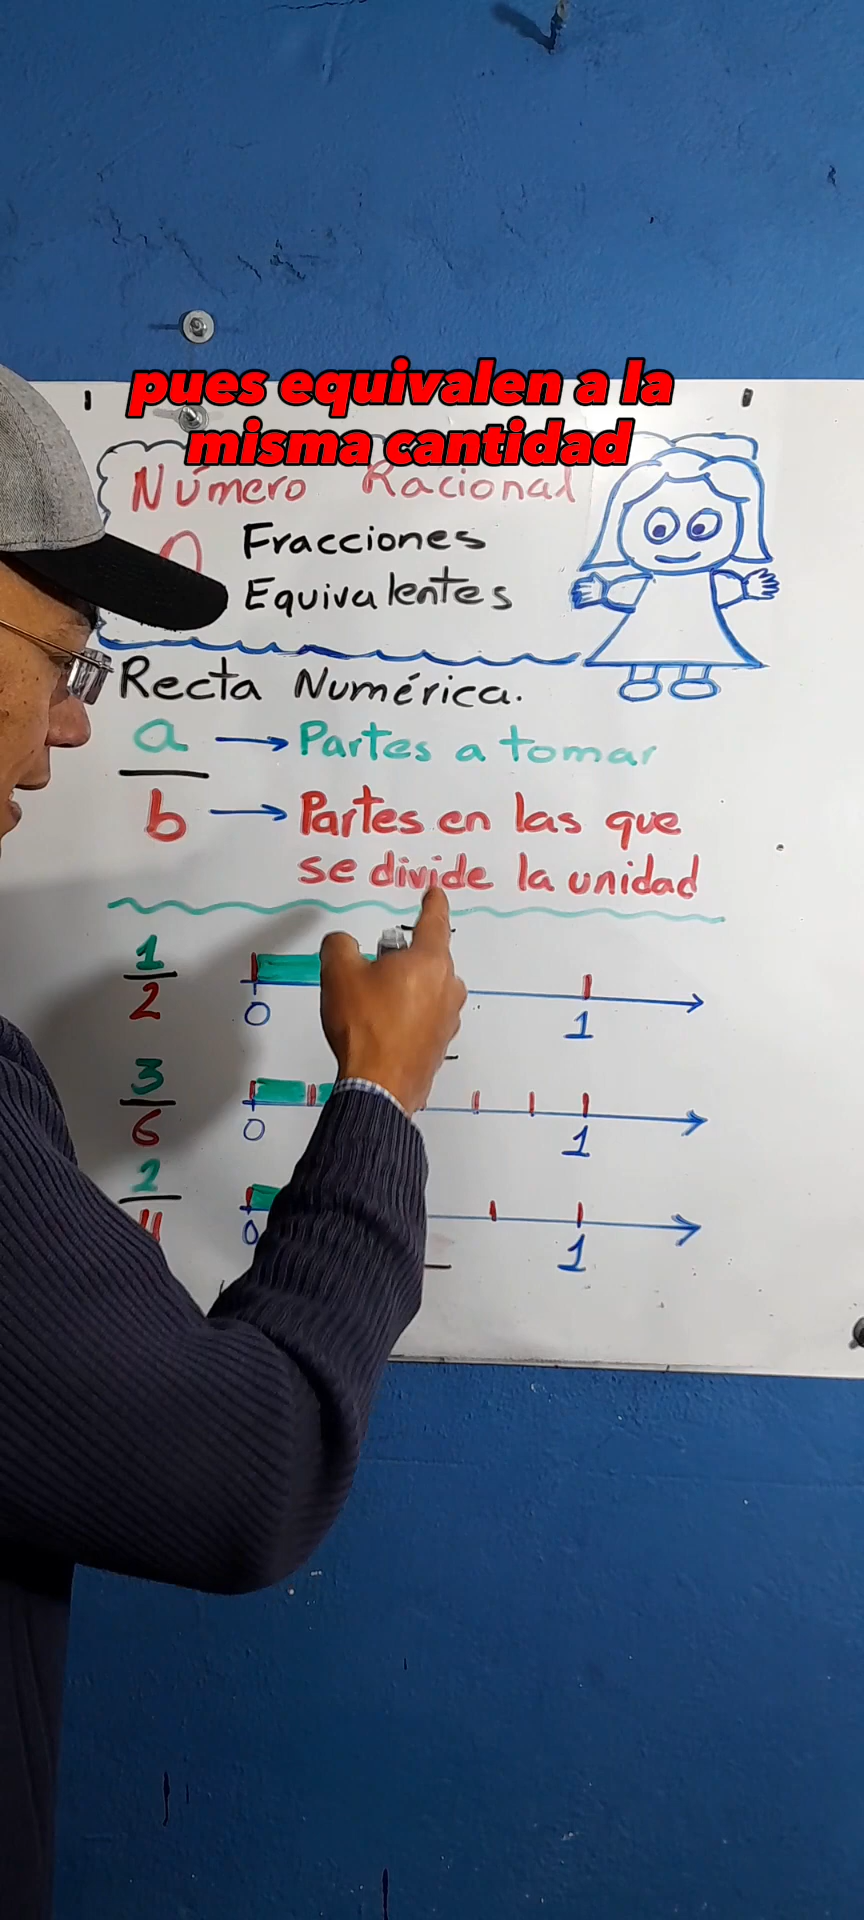 pues equivalen a la
misma cantidad
Número Racional
Fracciones
Equivalentes
Recta Numérica.
a → Partes a tomar
b → Partes en las que
se divide la unidad
1
2
0 1
3
6
0 1
2
0 1